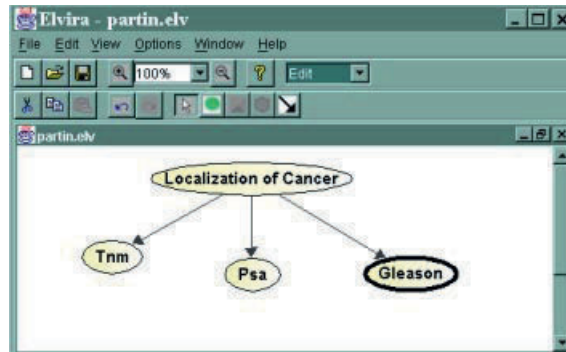 Elvira - partin.elv
File Edit View Options Window Help
100% Edit
partin.elv
Localization of Cancer
Tnm
Psa
Gleason